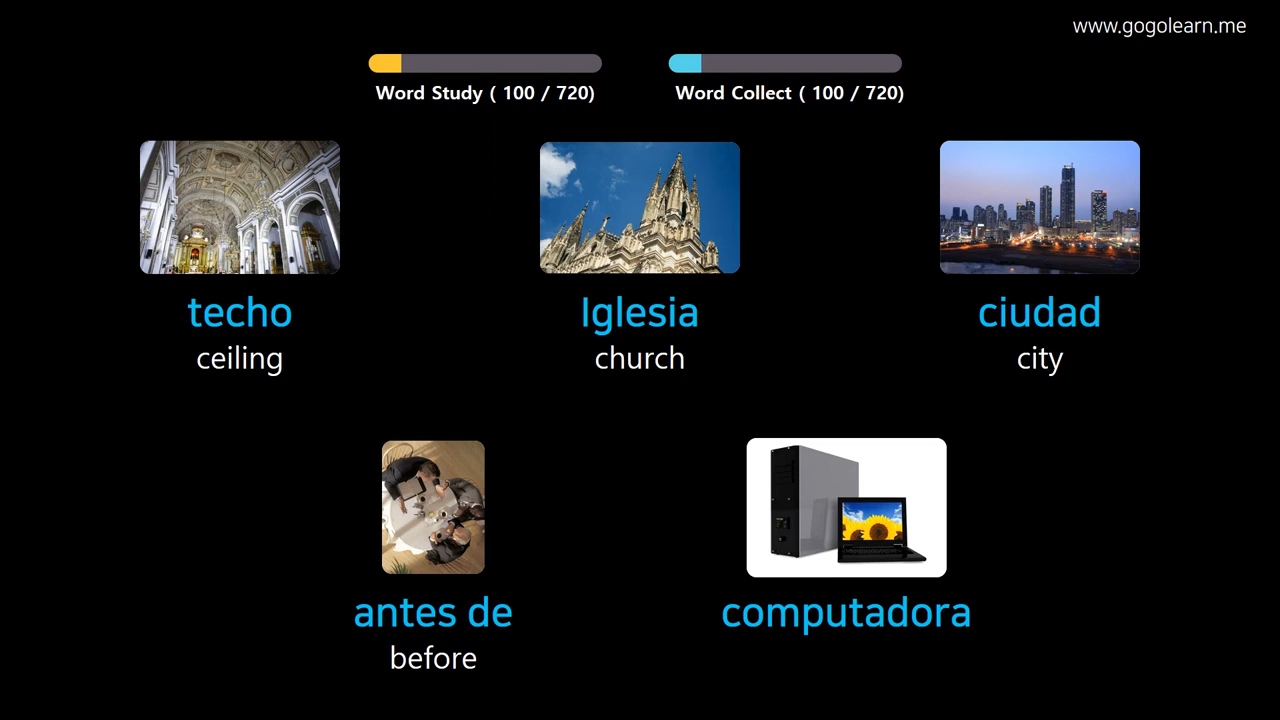 www.gogolearn.me
Word Study ( 100 / 720)
Word Collect ( 100 / 720)
techo
ceiling
Iglesia
church
ciudad
city
antes de
before
computadora